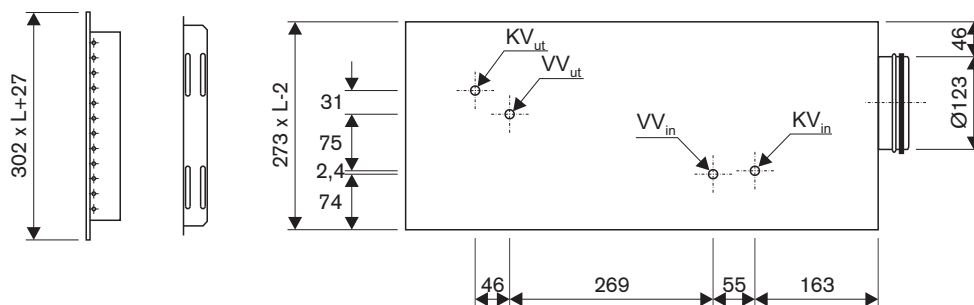 302 x L+27
273 x L-2
KVut
VVut
31
75
2,4
74
VVin
KVin
46
Ø123
46
269
55
163